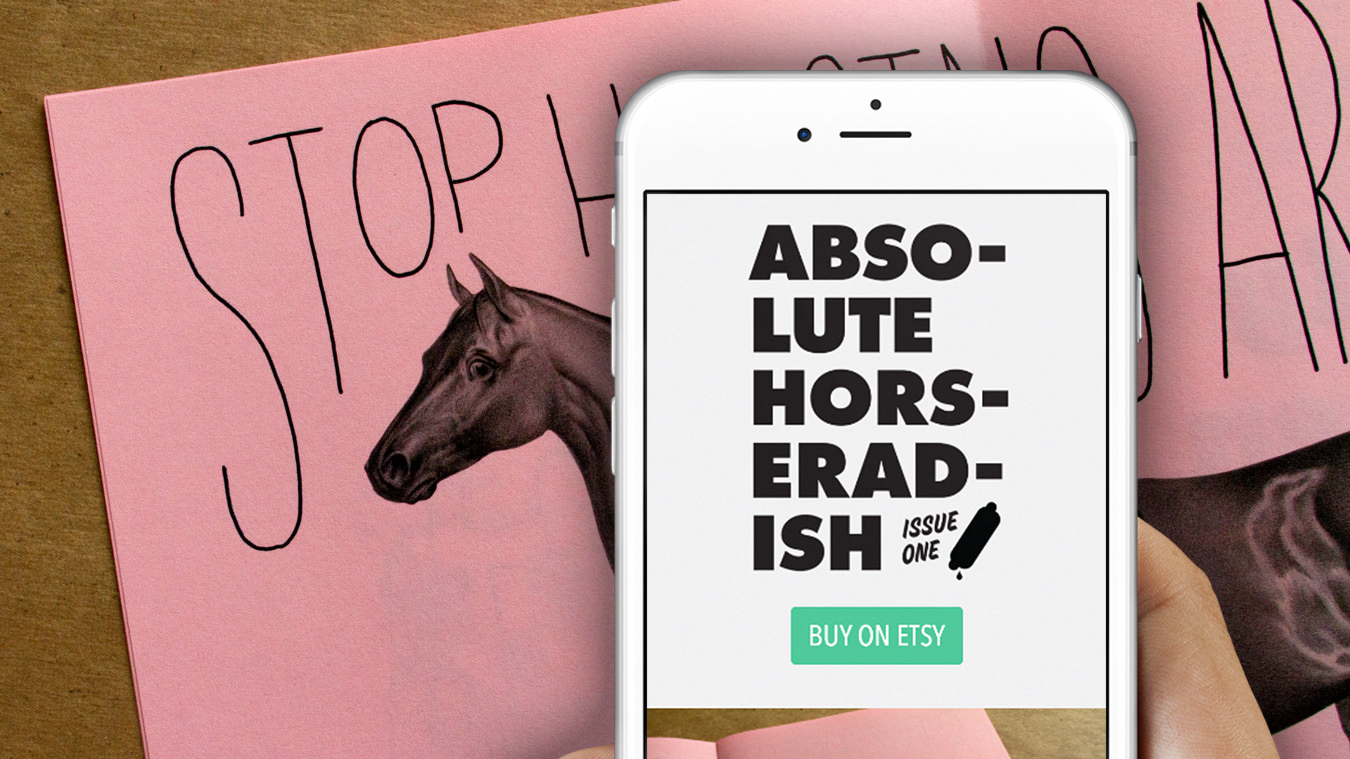 STOP
ABSO-
LUTE
HORS-
ERAD-
ISH
ISSUE
ONE
BUY ON ETSY